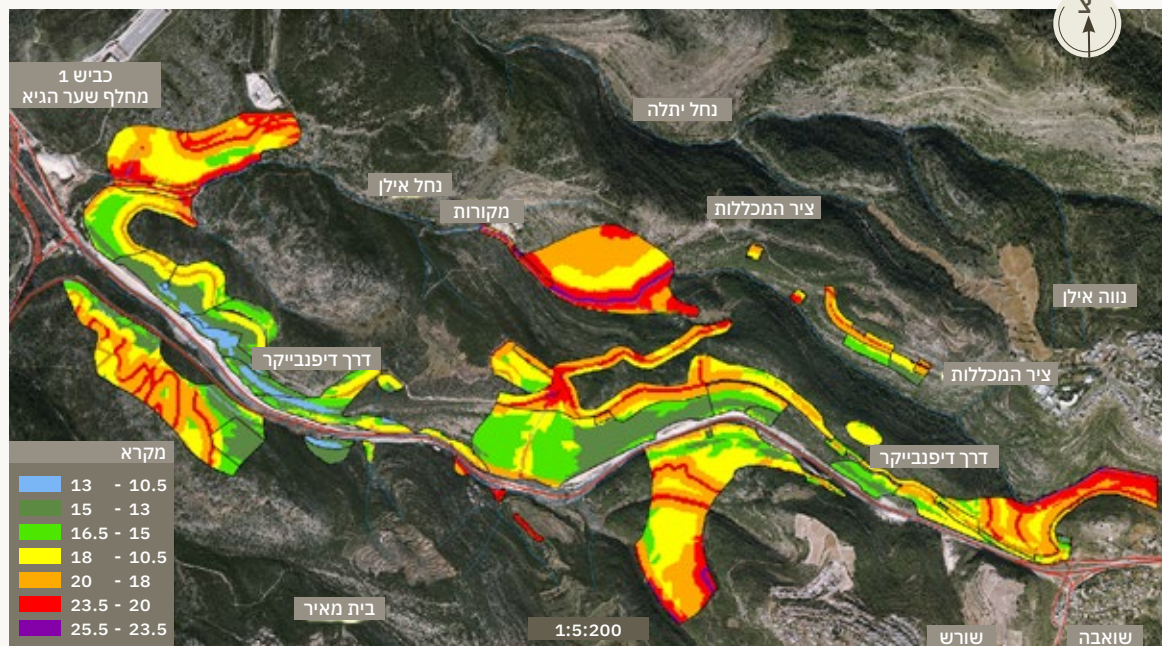 צ
כביש 1
מחלף שער הגיא
נחל יתלה
נחל אילן
מקורות
ציר המכללות
נווה אילן
דרך דיפנבייקר
ציר המכללות
דרך דיפנבייקר
מקרא
13 - 10.5
15 - 13
16.5 - 15
18 - 10.5
20 - 18
23.5 - 20
25.5 - 23.5
בית מאיר
1:5:200
שורש
שואבה